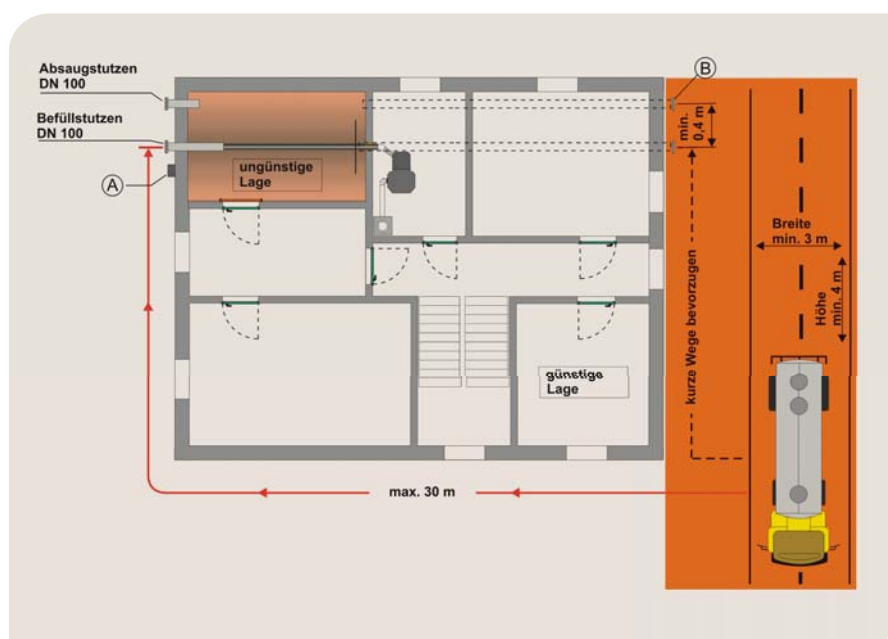 Absaugstutzen
DN 100
Befüllstutzen
DN 100
A
B
ungünstige
Lage
min.
0,4 m
Breite
min. 3 m
Höhe
min. 4 m
kurze Wege bevorzugen
günstige
Lage
max. 30 m